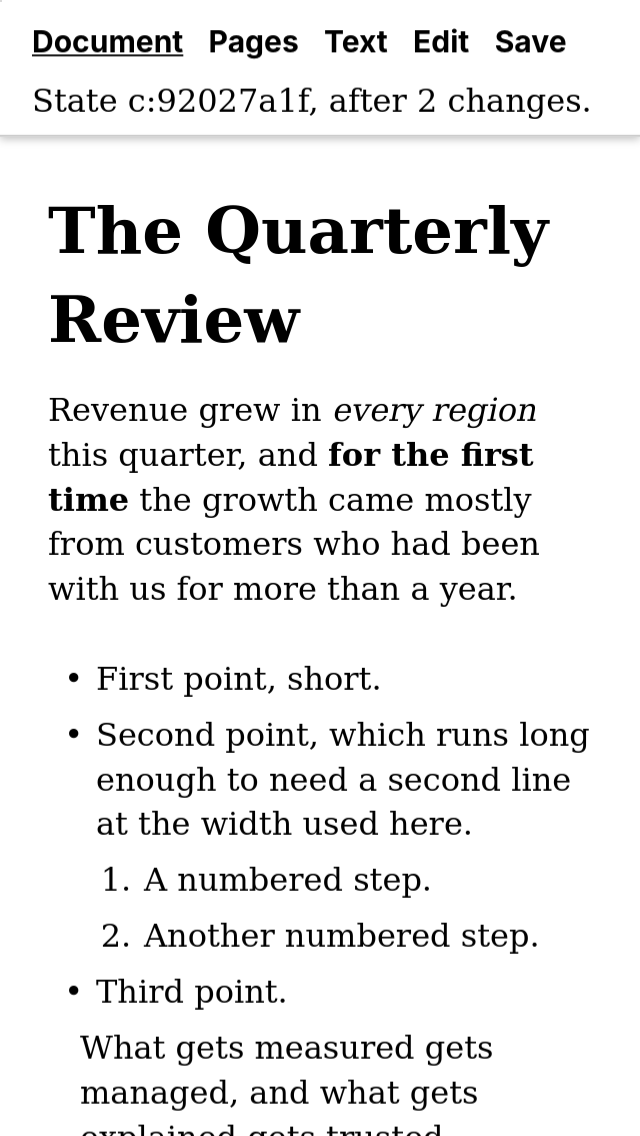 Document Pages Text Edit Save
State c:92027a1f, after 2 changes.
The Quarterly
Review
Revenue grew in every region
this quarter, and for the first
time the growth came mostly
from customers who had been
with us for more than a year.
• First point, short.
• Second point, which runs long
enough to need a second line
at the width used here.
1. A numbered step.
2. Another numbered step.
• Third point.
What gets measured gets
managed, and what gets
explained gets trusted.